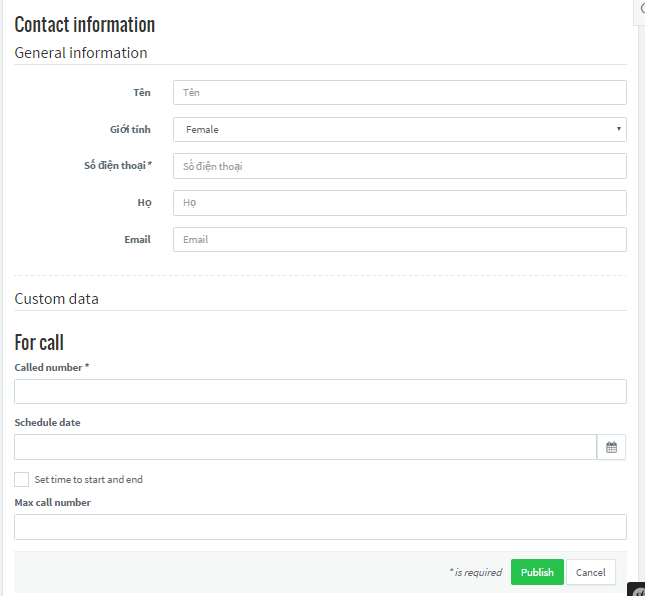 Contact information
General information
Tên
Tên
Giới tính
Female
Số điện thoại *
Số điện thoại
Họ
Họ
Email
Email
Custom data
For call
Called number *
Schedule date
Set time to start and end
Max call number
* is required
Publish
Cancel